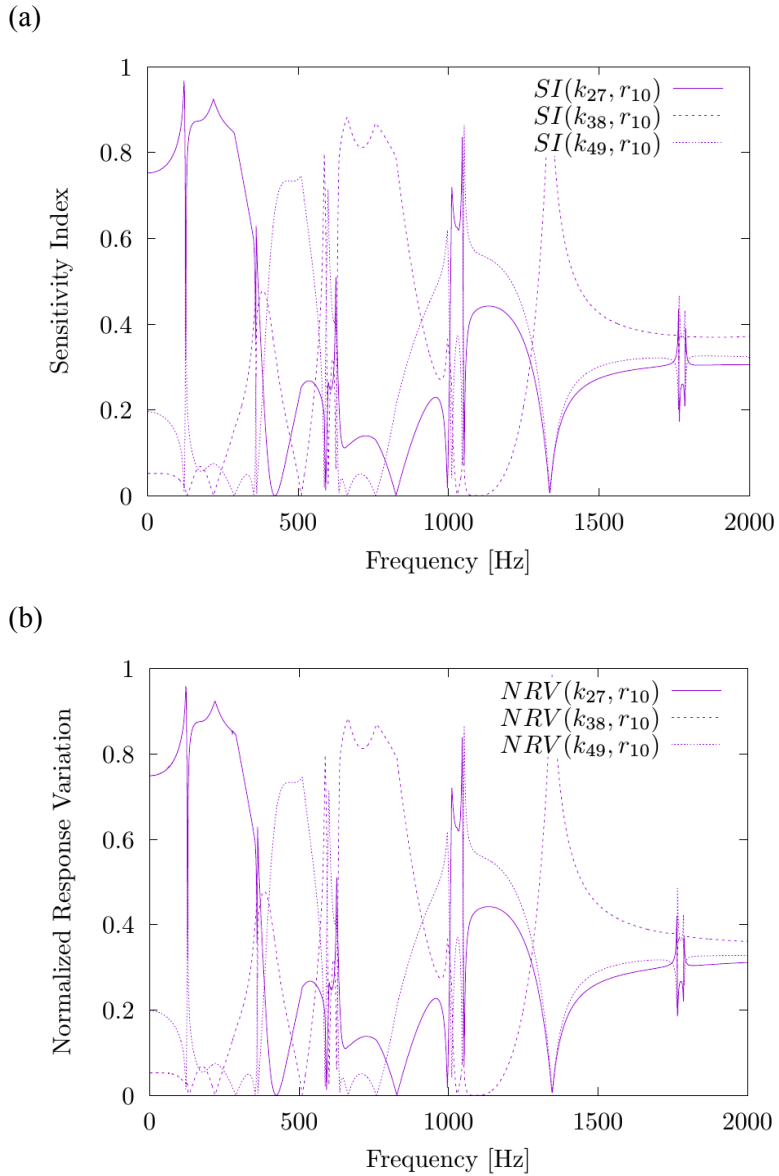 (a)
1
0.8
0.6
0.4
0.2
0
Sensitivity Index
SI(k₂₇, r₁₀)
SI(k₃₈, r₁₀)
SI(k₄₉, r₁₀)
0 500 1000 1500 2000
Frequency [Hz]
(b)
1
0.8
0.6
0.4
0.2
0
Normalized Response Variation
NRV(k₂₇, r₁₀)
NRV(k₃₈, r₁₀)
NRV(k₄₉, r₁₀)
0 500 1000 1500 2000
Frequency [Hz]